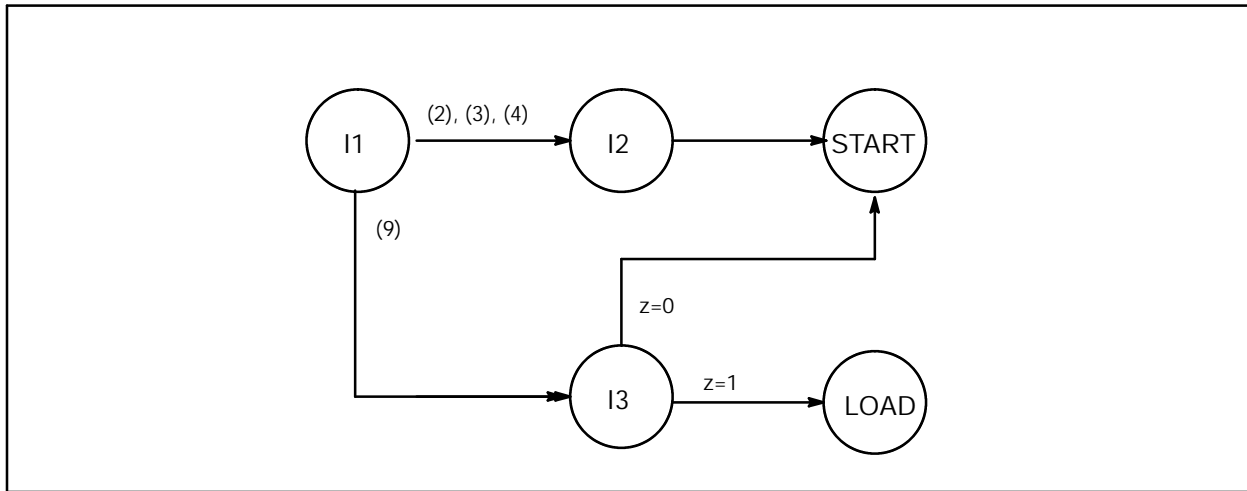 (2), (3), (4)
I1
I2
START
(9)
z=0
z=1
I3
LOAD